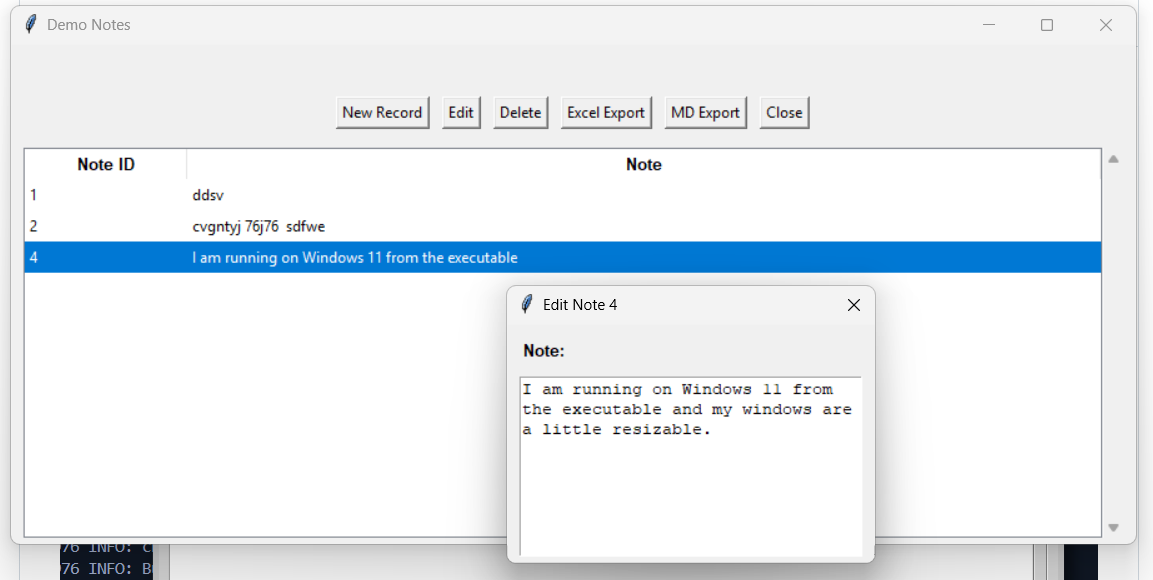 Demo Notes
New Record Edit Delete Excel Export MD Export Close
Note ID Note
1 ddsv
2 cvgntyj 76j76 sdfwe
4 I am running on Windows 11 from the executable
Edit Note 4
Note:
I am running on Windows 11 from
the executable and my windows are
a little resizable.
76 INFO:
76 INFO: